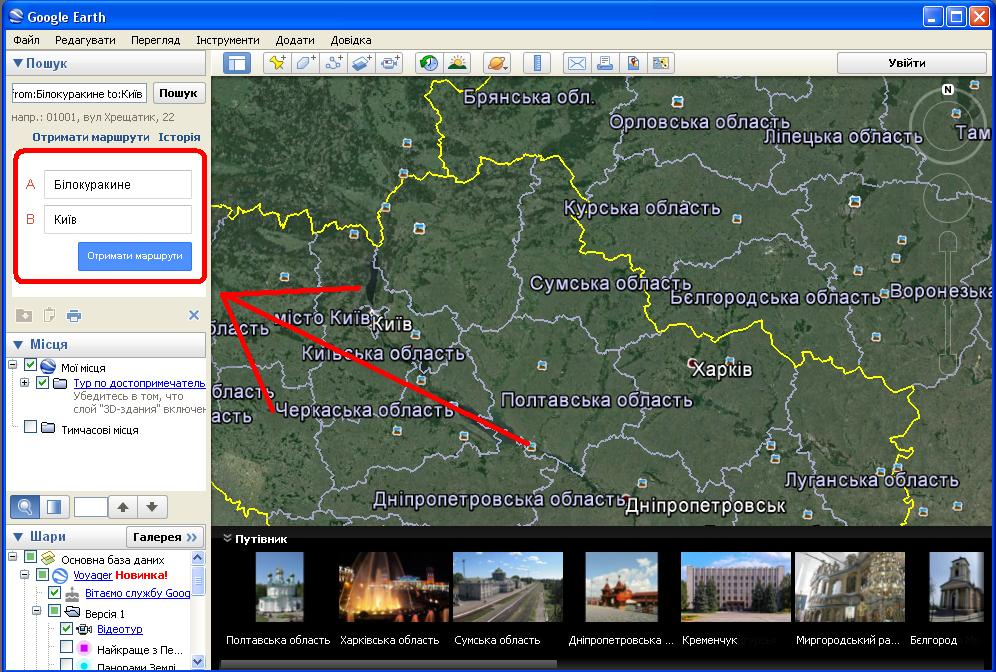 Google Earth
Файл Редагувати Перегляд Інструменти Додати Довідка
Пошук
Увійти
from:Білокуракине to:Київ Пошук
напр.: 01001, вул Хрещатик, 22
Отримати маршрути Історія
A Білокуракине
B Київ
Отримати маршрути
Місця
Мої місця
Тур по достопримечатель
Убедитесь в том, что
слой "3D-здания" включен
Тимчасові місця
Шари
Галерея »
Основна база даних
Voyager Новинка!
Вітаємо службу Goog
Версія 1
Відеотур
Найкраще з Пе...
Панорами Землі
N
Брянська обл.
Орловська область
Ліпецька область
Там
Курська область
Сумська область
Бєлгородська область
Воронезька
місто Київ
Київ
бласть
Київська область
Харків
бласть
асть
Черкаська область
Полтавська область
Луганська область
Дніпропетровська область
Дніпропетровськ
Путівник
Полтавська область Харківська область Сумська область Дніпропетровська ... Кременчук Миргородський ра... Бєлгород